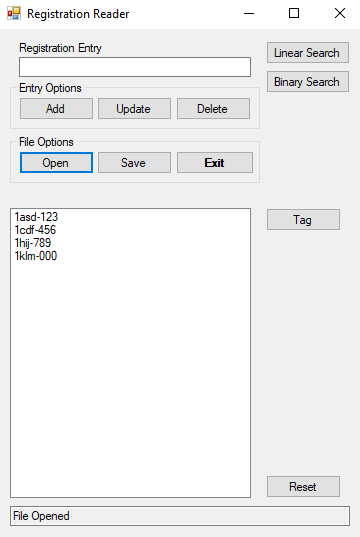 Registration Reader
Registration Entry
Linear Search
Binary Search
Entry Options
Add Update Delete
File Options
Open Save Exit
1asd-123
1cdf-456
1hij-789
1klm-000
Tag
Reset
File Opened